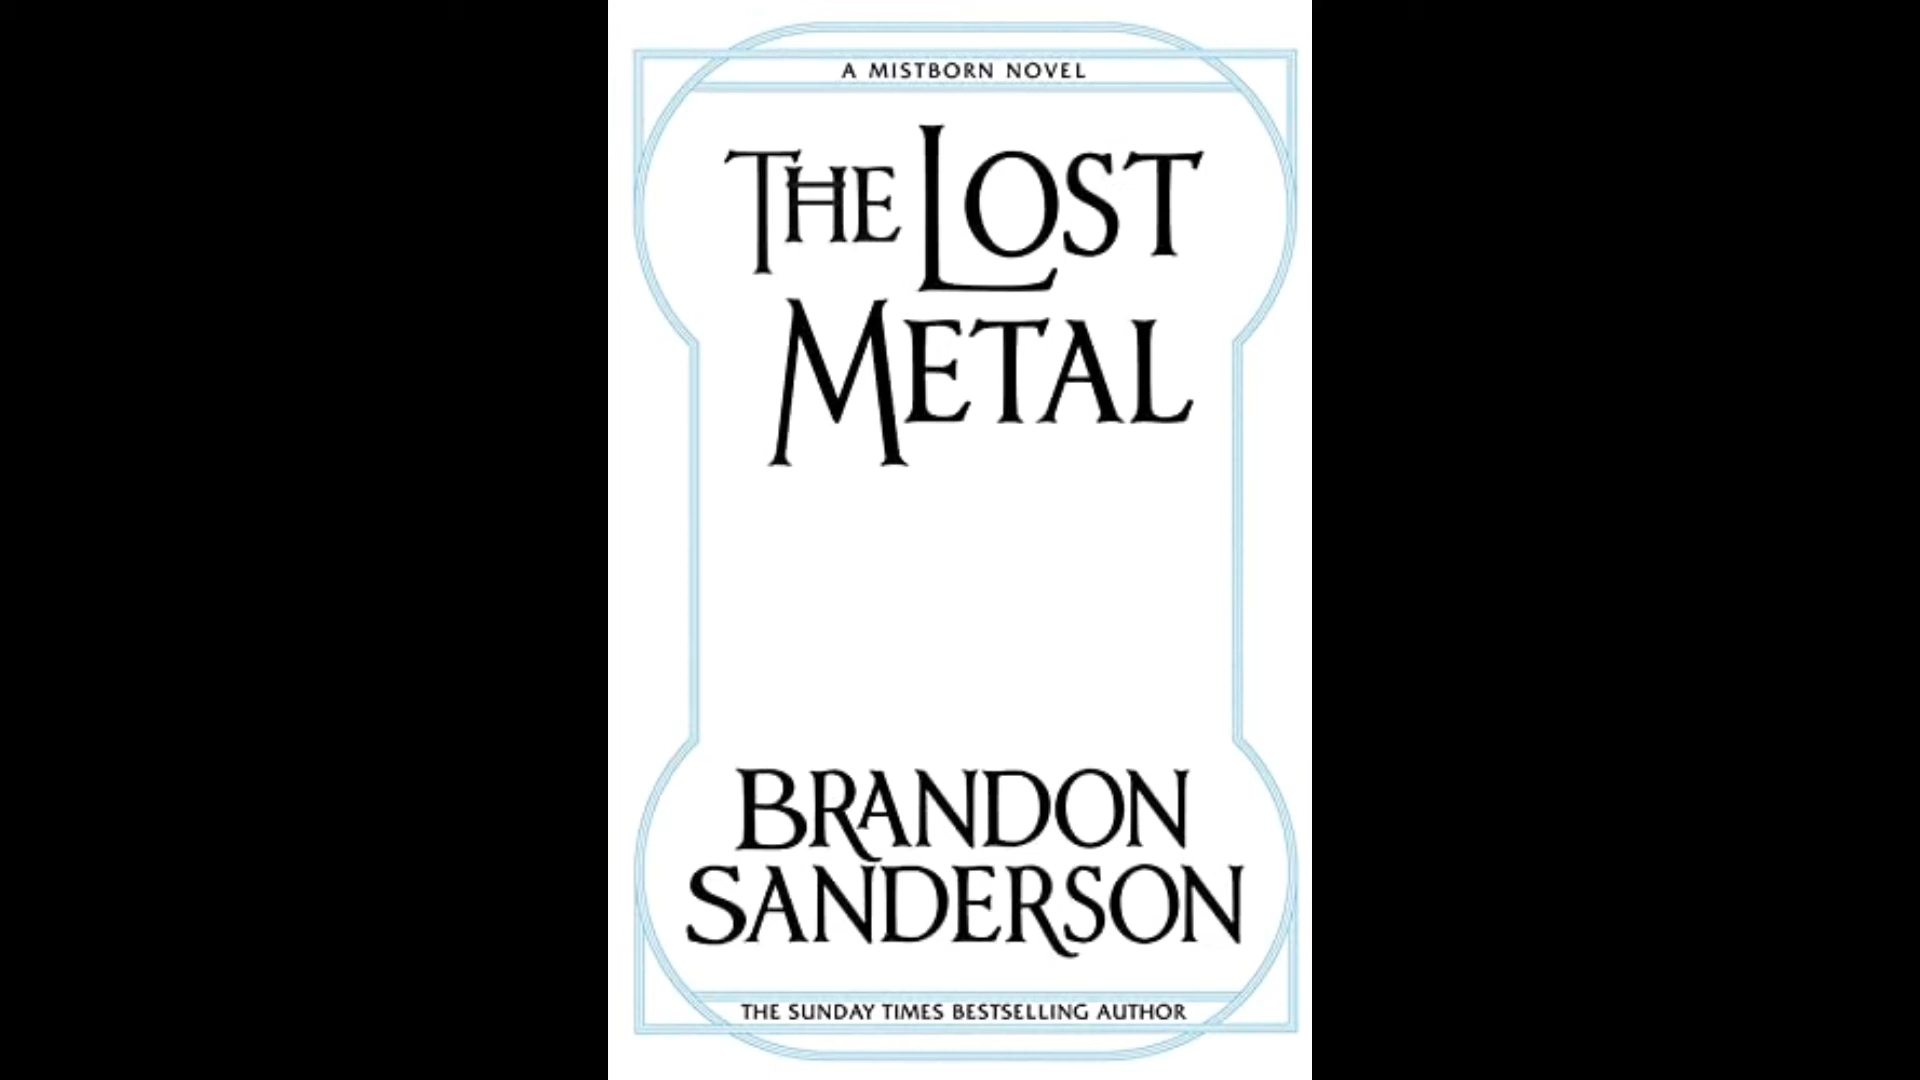 A MISTBORN NOVEL
THE LOST
METAL
BRANDON
SANDERSON
THE SUNDAY TIMES BESTSELLING AUTHOR